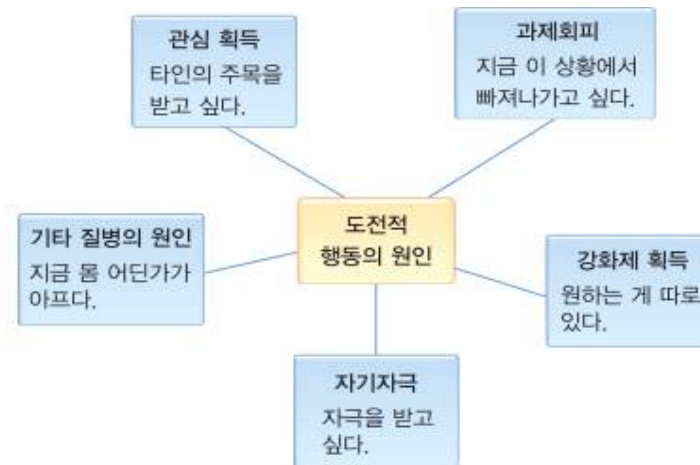 관심 획득
타인의 주목을
받고 싶다.
과제회피
지금 이 상황에서
빠져나가고 싶다.
도전적
행동의 원인
기타 질병의 원인
지금 몸 어딘가가
아프다.
강화제 획득
원하는 게 따로
있다.
자기자극
자극을 받고
싶다.